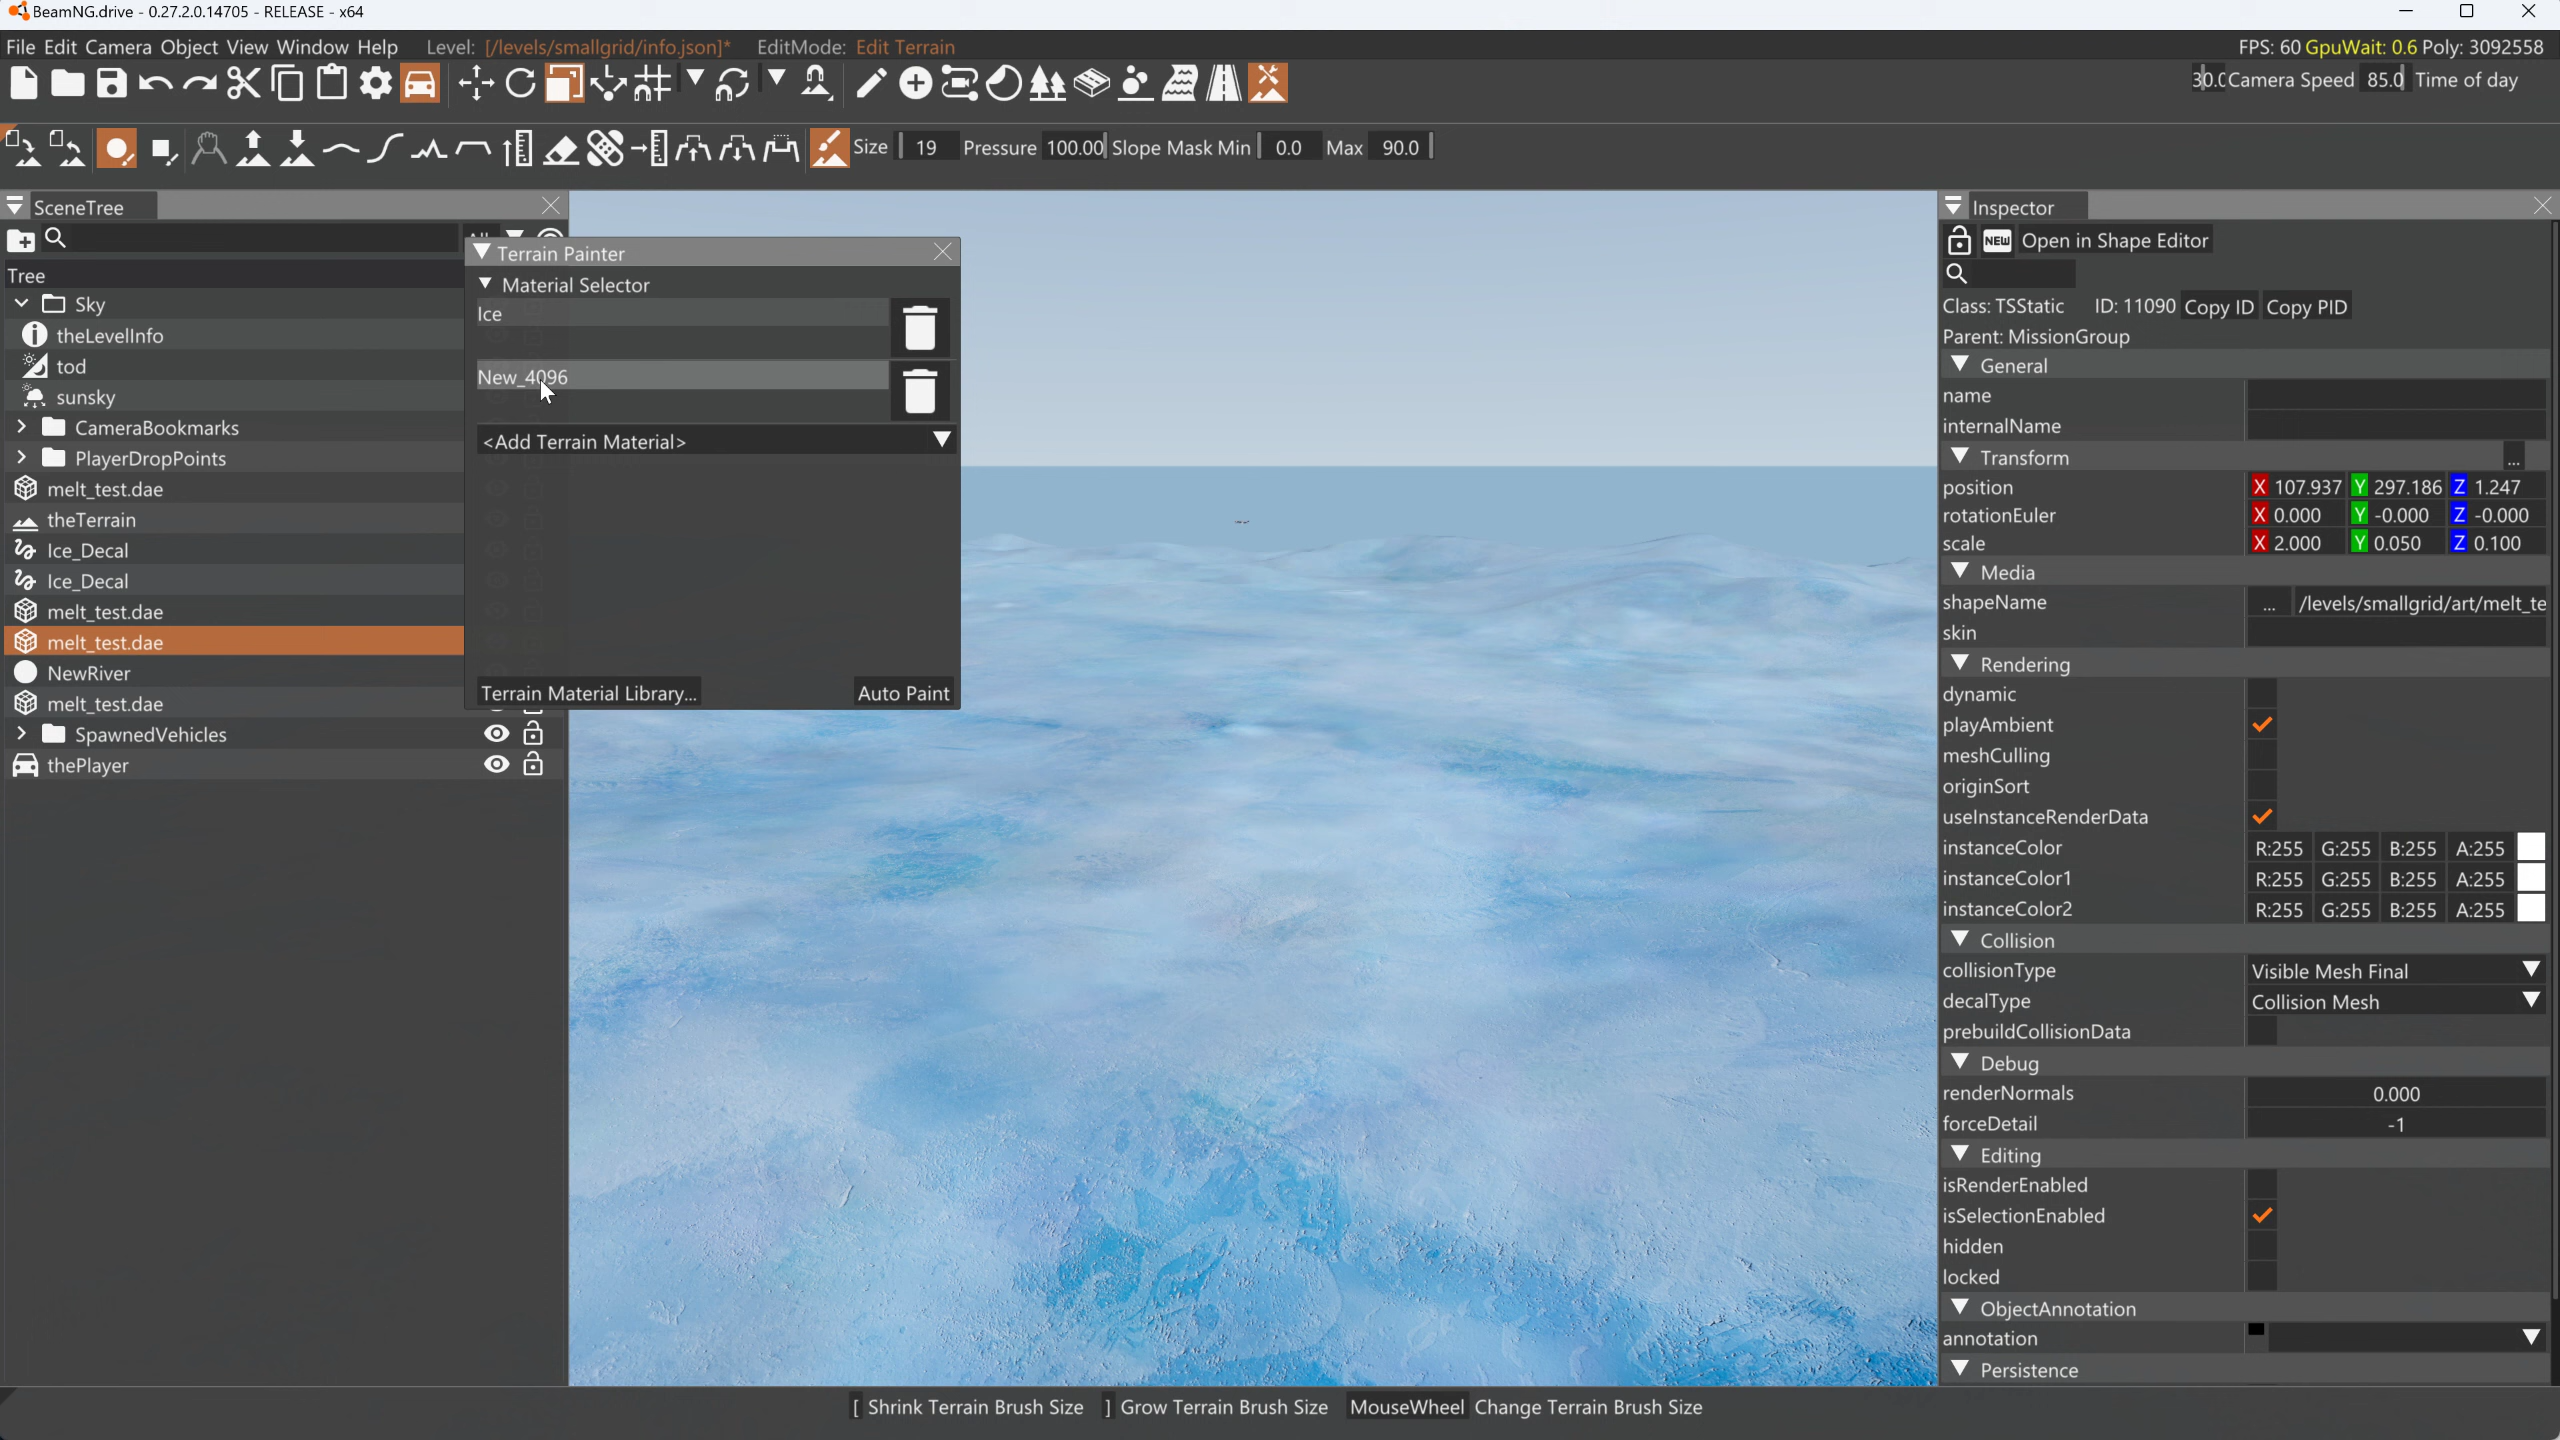 BeamNG.drive - 0.27.2.0.14705 - RELEASE - x64
File Edit Camera Object View Window Help Level: [/levels/smallgrid/info.json]* EditMode: Edit Terrain FPS: 60 GpuWait: 0.6 Poly: 3092558
Camera Speed 85.0 Time of day
Size 19 Pressure 100.00 Slope Mask Min 0.0 Max 90.0
SceneTree
Tree
Sky
theLevelInfo
tod
sunsky
CameraBookmarks
PlayerDropPoints
melt_test.dae
theTerrain
Ice_Decal
Ice_Decal
melt_test.dae
melt_test.dae
NewRiver
melt_test.dae
SpawnedVehicles
thePlayer
Terrain Painter
Material Selector
Ice
New_4096
<Add Terrain Material>
Terrain Material Library... Auto Paint
Inspector
NEW Open in Shape Editor
Class: TSStatic ID: 11090 Copy ID Copy PID
Parent: MissionGroup
General
name
internalName
Transform ...
position X 107.937 Y 297.186 Z 1.247
rotationEuler X 0.000 Y -0.000 Z -0.000
scale X 2.000 Y 0.050 Z 0.100
Media
shapeName ... /levels/smallgrid/art/melt_te
skin
Rendering
dynamic
playAmbient
meshCulling
originSort
useInstanceRenderData
instanceColor R:255 G:255 B:255 A:255
instanceColor1 R:255 G:255 B:255 A:255
instanceColor2 R:255 G:255 B:255 A:255
Collision
collisionType Visible Mesh Final
decalType Collision Mesh
prebuildCollisionData
Debug
renderNormals 0.000
forceDetail -1
Editing
isRenderEnabled
isSelectionEnabled
hidden
locked
ObjectAnnotation
annotation
Persistence
[ Shrink Terrain Brush Size ] Grow Terrain Brush Size MouseWheel Change Terrain Brush Size